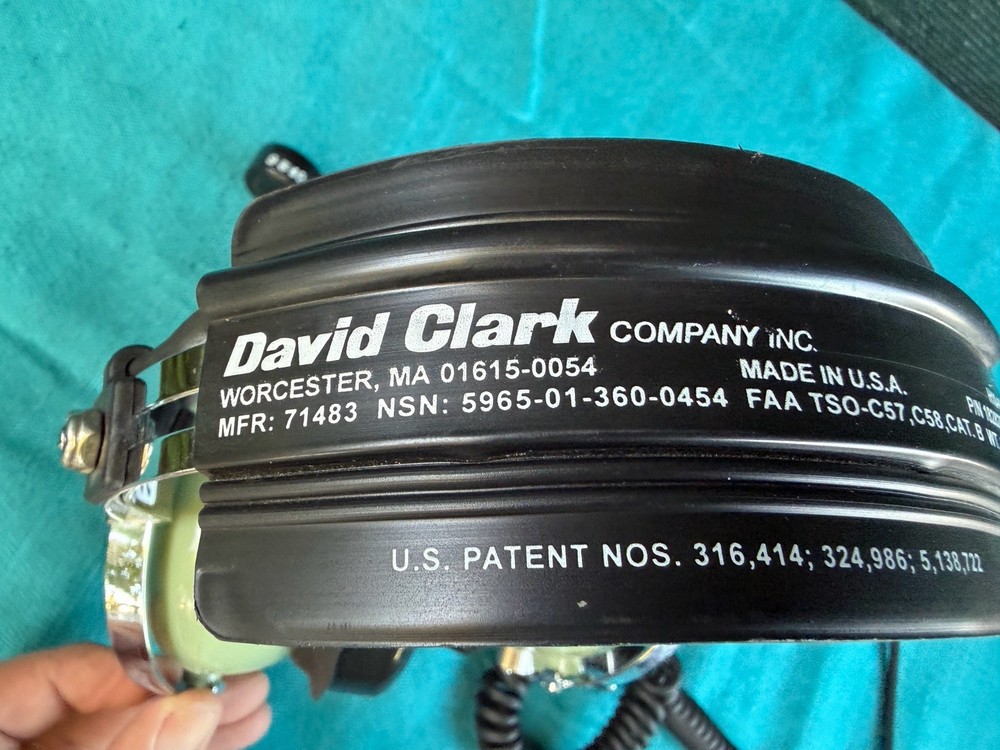 David Clark COMPANY INC.
WORCESTER, MA 01615-0054
MADE IN U.S.A.
MFR: 71483 NSN: 5965-01-360-0454 FAA TSO-C57,C58,CAT.B WT.
U.S. PATENT NOS. 316,414; 324,986; 5,138,722